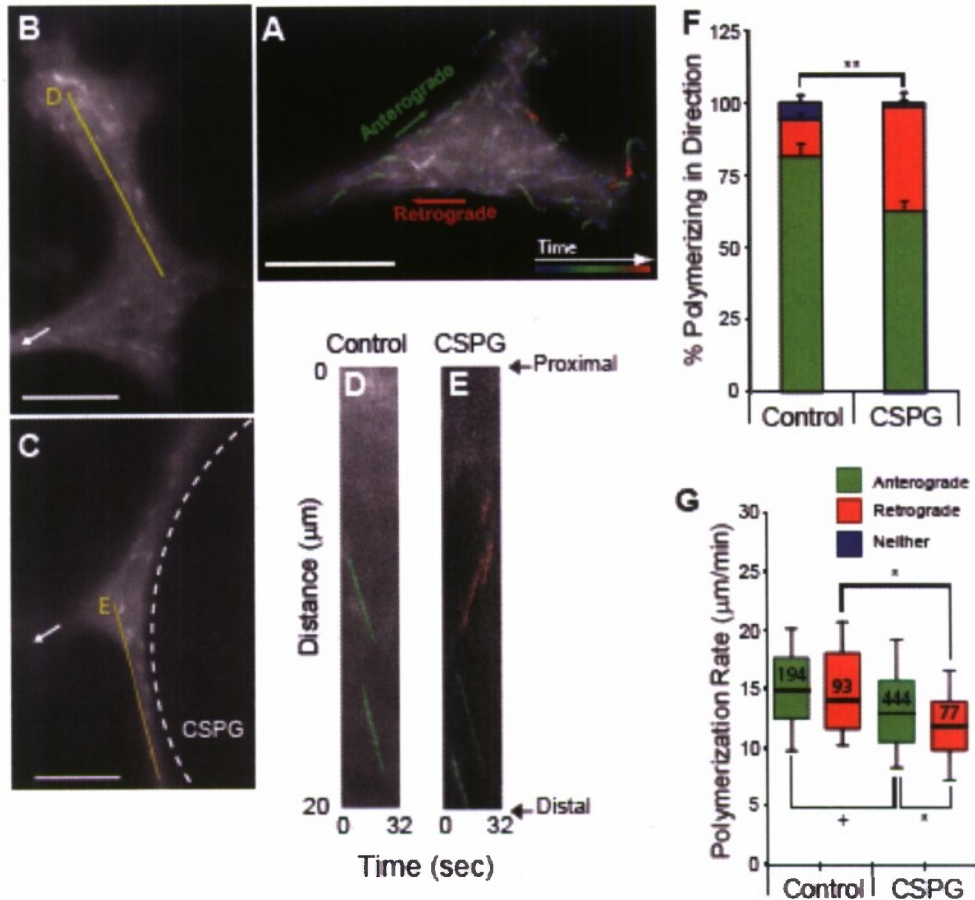 B
D
A
Anterograde
Retrograde
Time
C
E
CSPG
Control
CSPG
D
E
Proximal
Distal
0
20
Distance (μm)
0 32 0 32
Time (sec)
F
125
100
75
50
25
0
% Polymerizing in Direction
**
Control CSPG
Anterograde
Retrograde
Neither
G
30
25
20
15
10
5
0
Polymerization Rate (μm/min)
194 93 444 77
*
+
*
Control CSPG